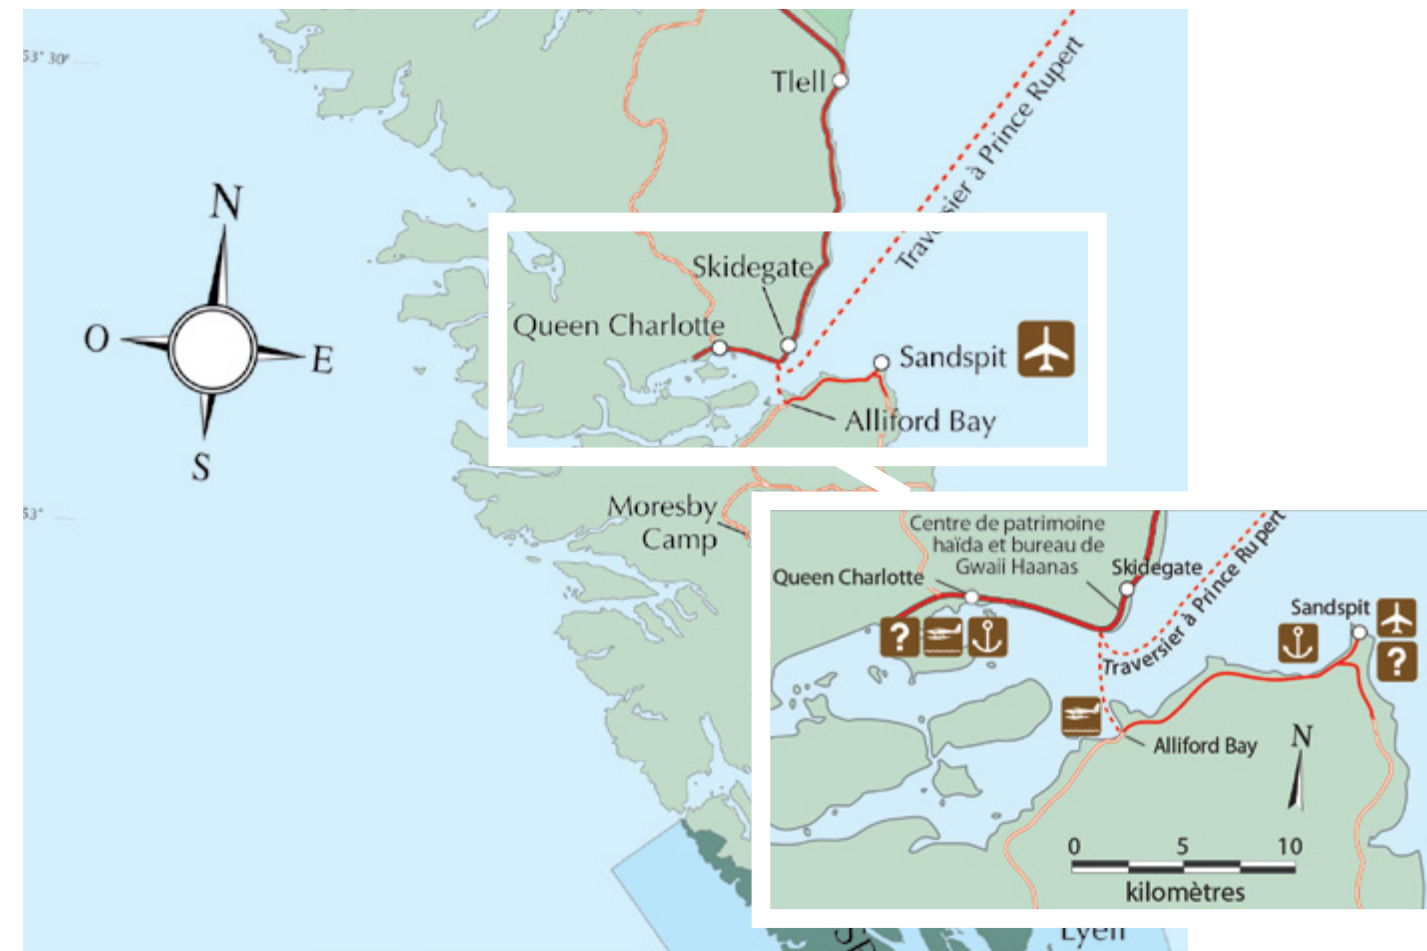 53° 30'
Tlell
Traversier à Prince Rupert
N
O
E
S
Skidegate
Queen Charlotte
Sandspit
Alliford Bay
Moresby
Camp
53°
Centre de patrimoine
haïda et bureau de
Gwaii Haanas
Skidegate
Queen Charlotte
Traversier à Prince Rupert
Sandspit
?
?
Alliford Bay
N
0 5 10
kilomètres
Lyell